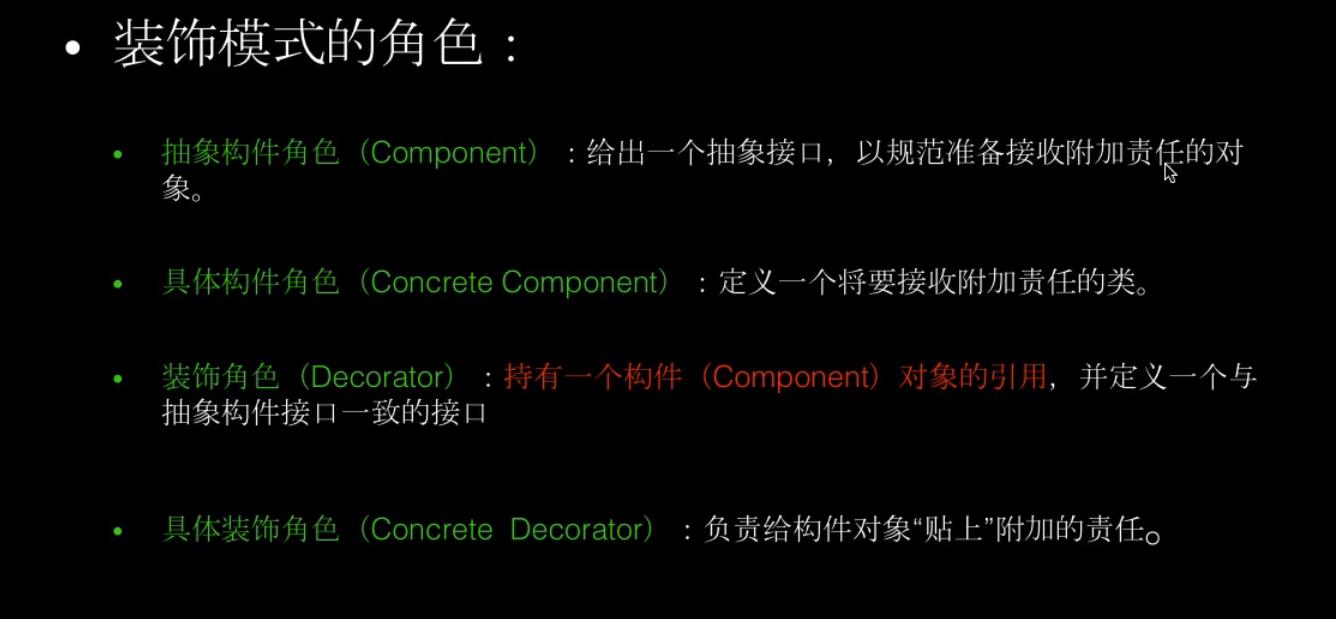 • 装饰模式的角色：
• 抽象构件角色（Component）：给出一个抽象接口，以规范准备接收附加责任的对
象。
• 具体构件角色（Concrete Component）：定义一个将要接收附加责任的类。
• 装饰角色（Decorator）：持有一个构件（Component）对象的引用，并定义一个与
抽象构件接口一致的接口
• 具体装饰角色（Concrete Decorator）：负责给构件对象“贴上”附加的责任。